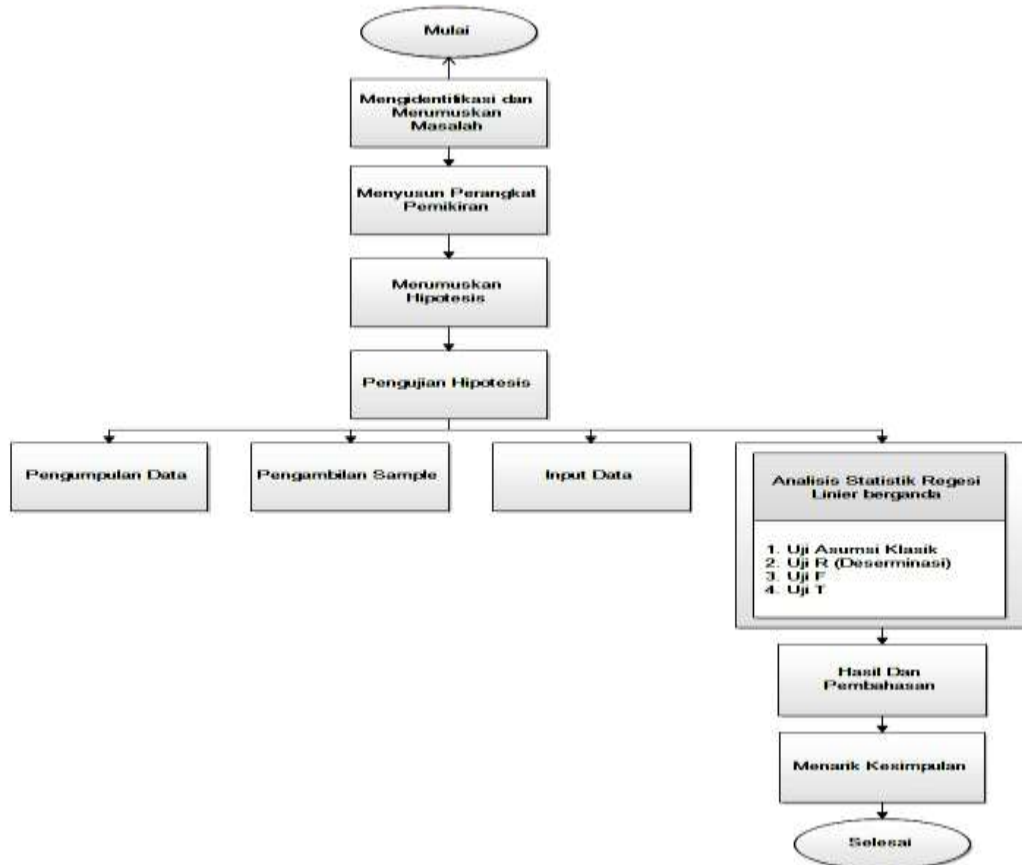 Mulai
Mengidentifikasi dan
Merumuskan
Masalah
Menyusun Perangkat
Pemikiran
Merumuskan
Hipotesis
Pengujian Hipotesis
Pengumpulan Data
Pengambilan Sample
Input Data
Analisis Statistik Regesi
Linier berganda
1. Uji Asumsi Klasik
2. Uji R (Deserminasi)
3. Uji F
4. Uji T
Hasil Dan
Pembahasan
Menarik Kesimpulan
Selesai